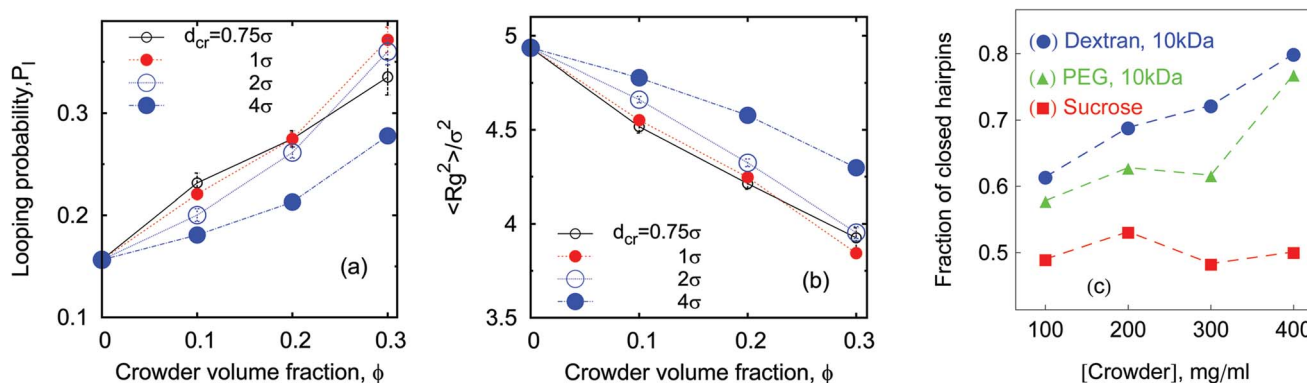 Looping probability,P_l
0.3
0.2
0.1
d_cr=0.75σ
1σ
2σ
4σ
(a)
0 0.1 0.2 0.3
Crowder volume fraction, ϕ
<Rg²>/σ²
5
4.5
4
3.5
d_cr=0.75σ
1σ
2σ
4σ
(b)
0 0.1 0.2 0.3
Crowder volume fraction, ϕ
Fraction of closed hairpins
0.8
0.7
0.6
0.5
( ) Dextran, 10kDa
PEG, 10kDa
( ) Sucrose
(c)
100 200 300 400
[Crowder], mg/ml